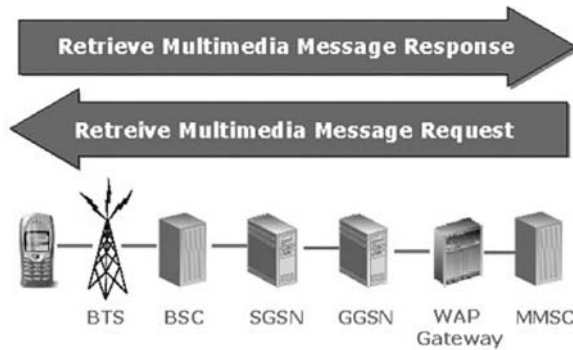 Retrieve Multimedia Message Response
Retreive Multimedia Message Request
BTS BSC SGSN GGSN WAP Gateway MMSC